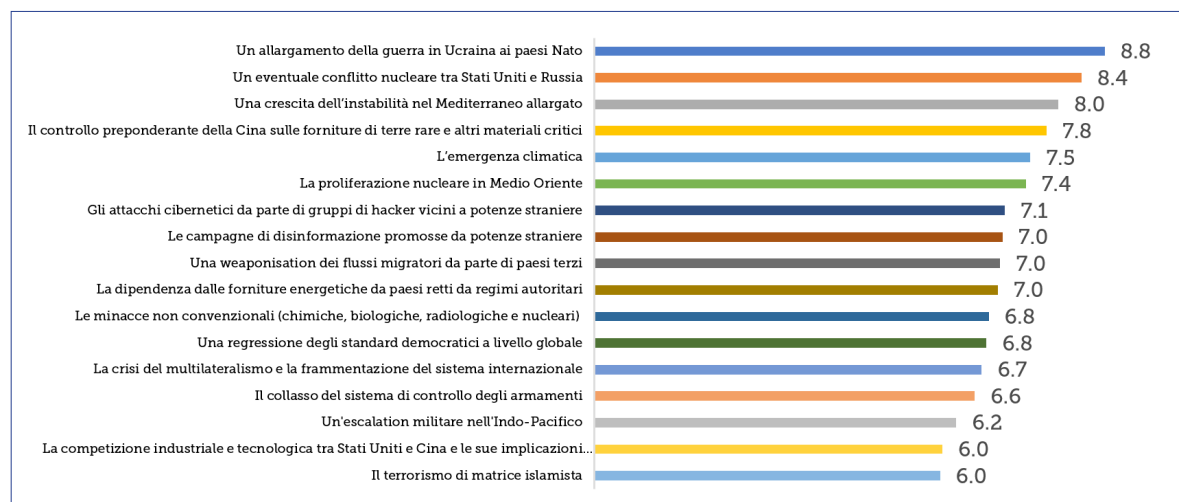 Un allargamento della guerra in Ucraina ai paesi Nato 8.8
Un eventuale conflitto nucleare tra Stati Uniti e Russia 8.4
Una crescita dell'instabilità nel Mediterraneo allargato 8.0
Il controllo preponderante della Cina sulle forniture di terre rare e altri materiali critici 7.8
L'emergenza climatica 7.5
La proliferazione nucleare in Medio Oriente 7.4
Gli attacchi cibernetici da parte di gruppi di hacker vicini a potenze straniere 7.1
Le campagne di disinformazione promosse da potenze straniere 7.0
Una weaponisation dei flussi migratori da parte di paesi terzi 7.0
La dipendenza dalle forniture energetiche da paesi retti da regimi autoritari 7.0
Le minacce non convenzionali (chimiche, biologiche, radiologiche e nucleari) 6.8
Una regressione degli standard democratici a livello globale 6.8
La crisi del multilateralismo e la frammentazione del sistema internazionale 6.7
Il collasso del sistema di controllo degli armamenti 6.6
Un'escalation militare nell'Indo-Pacifico 6.2
La competizione industriale e tecnologica tra Stati Uniti e Cina e le sue implicazioni... 6.0
Il terrorismo di matrice islamista 6.0